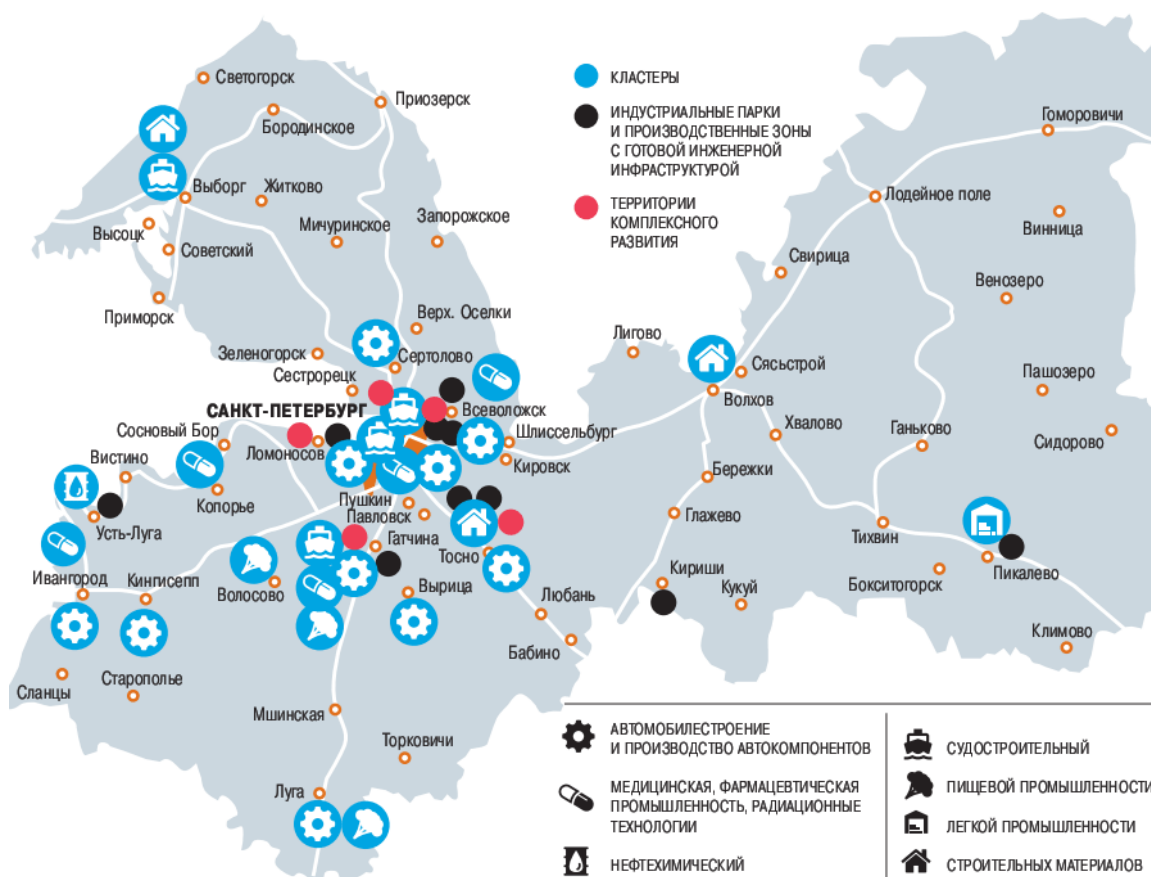 Светогорск
Приозерск
Бородинское
Выборг
Житково
Запорожское
Мичуринское
Высоцк
Советский
Приморск
Верх. Оселки
Зеленогорск
Сертолово
Сестрорецк
САНКТ-ПЕТЕРБУРГ
Всеволожск
Сосновый Бор
Ломоносов
Шлиссельбург
Кировск
Вистино
Копорье
Пушкин
Павловск
Усть-Луга
Гатчина
Тосно
Ивангород
Кингисепп
Волосово
Вырица
Любань
Бабино
Сланцы
Старополье
Мшинская
Торковичи
Луга
КЛАСТЕРЫ
ИНДУСТРИАЛЬНЫЕ ПАРКИ
И ПРОИЗВОДСТВЕННЫЕ ЗОНЫ
С ГОТОВОЙ ИНЖЕНЕРНОЙ
ИНФРАСТРУКТУРОЙ
ТЕРРИТОРИИ
КОМПЛЕКСНОГО
РАЗВИТИЯ
Гоморовичи
Лодейное поле
Винница
Свирица
Венозеро
Лигово
Сясьстрой
Волхов
Пашозеро
Хвалово
Ганьково
Сидорово
Бережки
Глажево
Тихвин
Пикалево
Бокситогорск
Кириши
Кукуй
Климово
АВТОМОБИЛЕСТРОЕНИЕ
И ПРОИЗВОДСТВО АВТОКОМПОНЕНТОВ
МЕДИЦИНСКАЯ, ФАРМАЦЕВТИЧЕСКАЯ
ПРОМЫШЛЕННОСТЬ, РАДИАЦИОННЫЕ
ТЕХНОЛОГИИ
НЕФТЕХИМИЧЕСКИЙ
СУДОСТРОИТЕЛЬНЫЙ
ПИЩЕВОЙ ПРОМЫШЛЕННОСТИ
ЛЕГКОЙ ПРОМЫШЛЕННОСТИ
СТРОИТЕЛЬНЫХ МАТЕРИАЛОВ